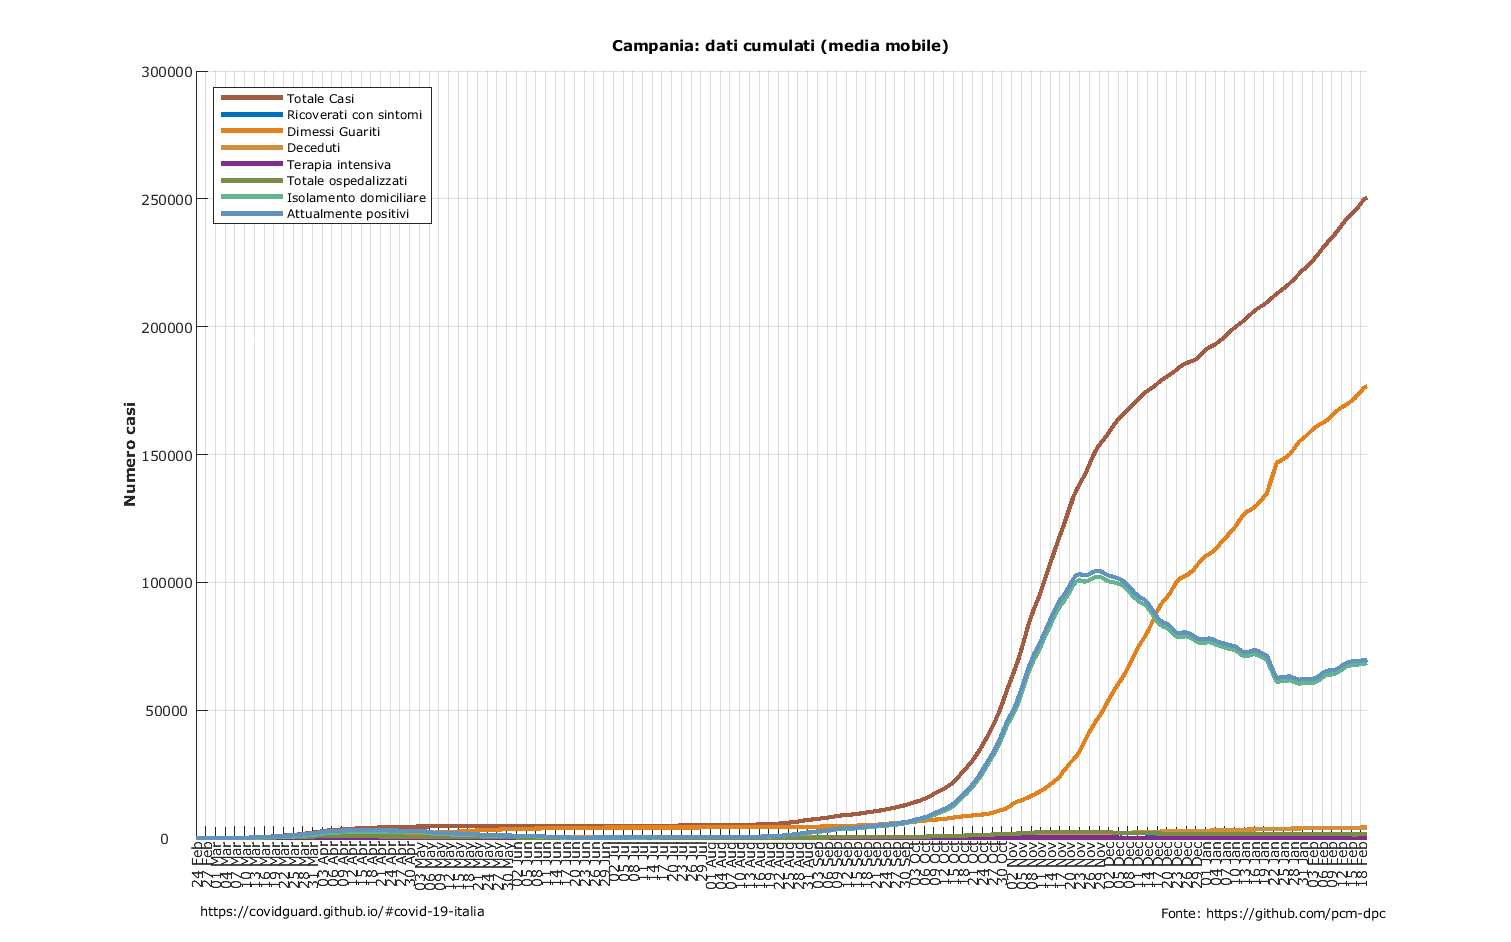 Campania: dati cumulati (media mobile)
300000
250000
200000
150000
100000
50000
0
Numero casi
Totale Casi
Ricoverati con sintomi
Dimessi Guariti
Deceduti
Terapia intensiva
Totale ospedalizzati
Isolamento domiciliare
Attualmente positivi
24 Feb
27 Feb
01 Mar
04 Mar
07 Mar
10 Mar
13 Mar
16 Mar
19 Mar
22 Mar
25 Mar
28 Mar
31 Mar
03 Apr
06 Apr
09 Apr
12 Apr
15 Apr
18 Apr
21 Apr
24 Apr
27 Apr
30 Apr
03 May
06 May
09 May
12 May
15 May
18 May
21 May
24 May
27 May
30 May
02 Jun
05 Jun
08 Jun
11 Jun
14 Jun
17 Jun
20 Jun
23 Jun
26 Jun
29 Jun
02 Jul
05 Jul
08 Jul
11 Jul
14 Jul
17 Jul
20 Jul
23 Jul
26 Jul
29 Jul
01 Aug
04 Aug
07 Aug
10 Aug
13 Aug
16 Aug
19 Aug
22 Aug
25 Aug
28 Aug
31 Aug
03 Sep
06 Sep
09 Sep
12 Sep
15 Sep
18 Sep
21 Sep
24 Sep
27 Sep
30 Sep
03 Oct
06 Oct
09 Oct
12 Oct
15 Oct
18 Oct
21 Oct
24 Oct
27 Oct
30 Oct
02 Nov
05 Nov
08 Nov
11 Nov
14 Nov
17 Nov
20 Nov
23 Nov
26 Nov
29 Nov
02 Dec
05 Dec
08 Dec
11 Dec
14 Dec
17 Dec
20 Dec
23 Dec
26 Dec
29 Dec
01 Jan
04 Jan
07 Jan
10 Jan
13 Jan
16 Jan
19 Jan
22 Jan
25 Jan
28 Jan
31 Jan
03 Feb
06 Feb
09 Feb
12 Feb
15 Feb
18 Feb
https://covidguard.github.io/#covid-19-italia
Fonte: https://github.com/pcm-dpc